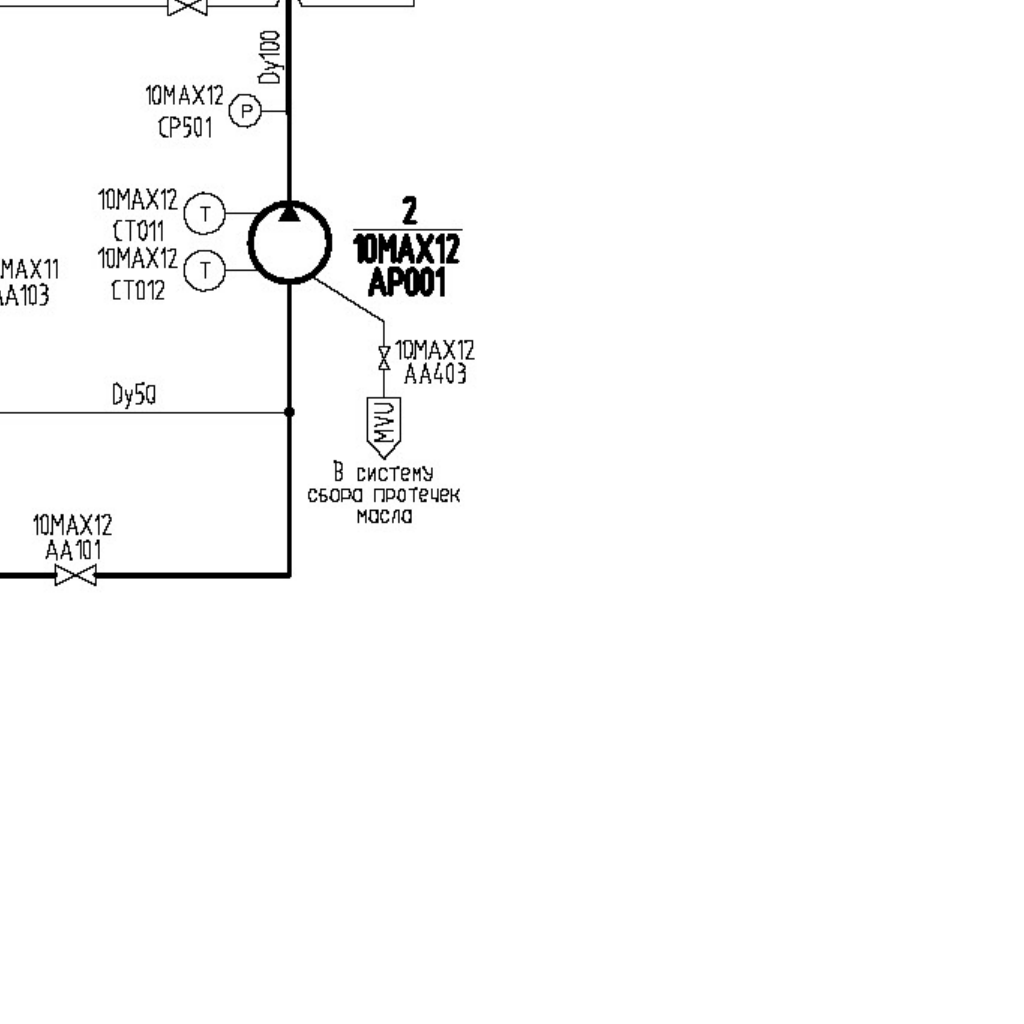 Dy100
10MAX12
CP501
P
10MAX12
CT011
T
10MAX12
CT012
T
2
10MAX12
AP001
MAX11
AA103
10MAX12
AA403
Dy50
MVU
В систему
сбора протечек
масла
10MAX12
AA101